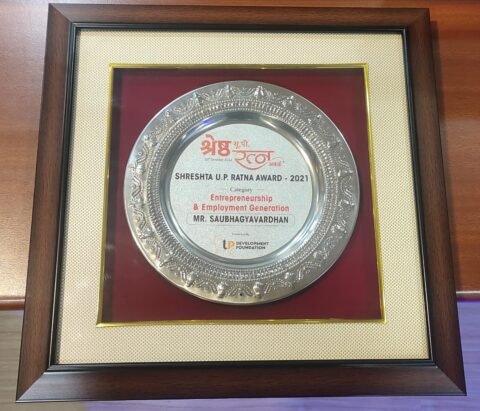 श्रेष्ठ यू.पी.
रत्न
SHRESHTA U.P. RATNA AWARD - 2021
Category
Entrepreneurship
& Employment Generation
MR. SAUBHAGYAVARDHAN
UP DEVELOPMENT
FOUNDATION